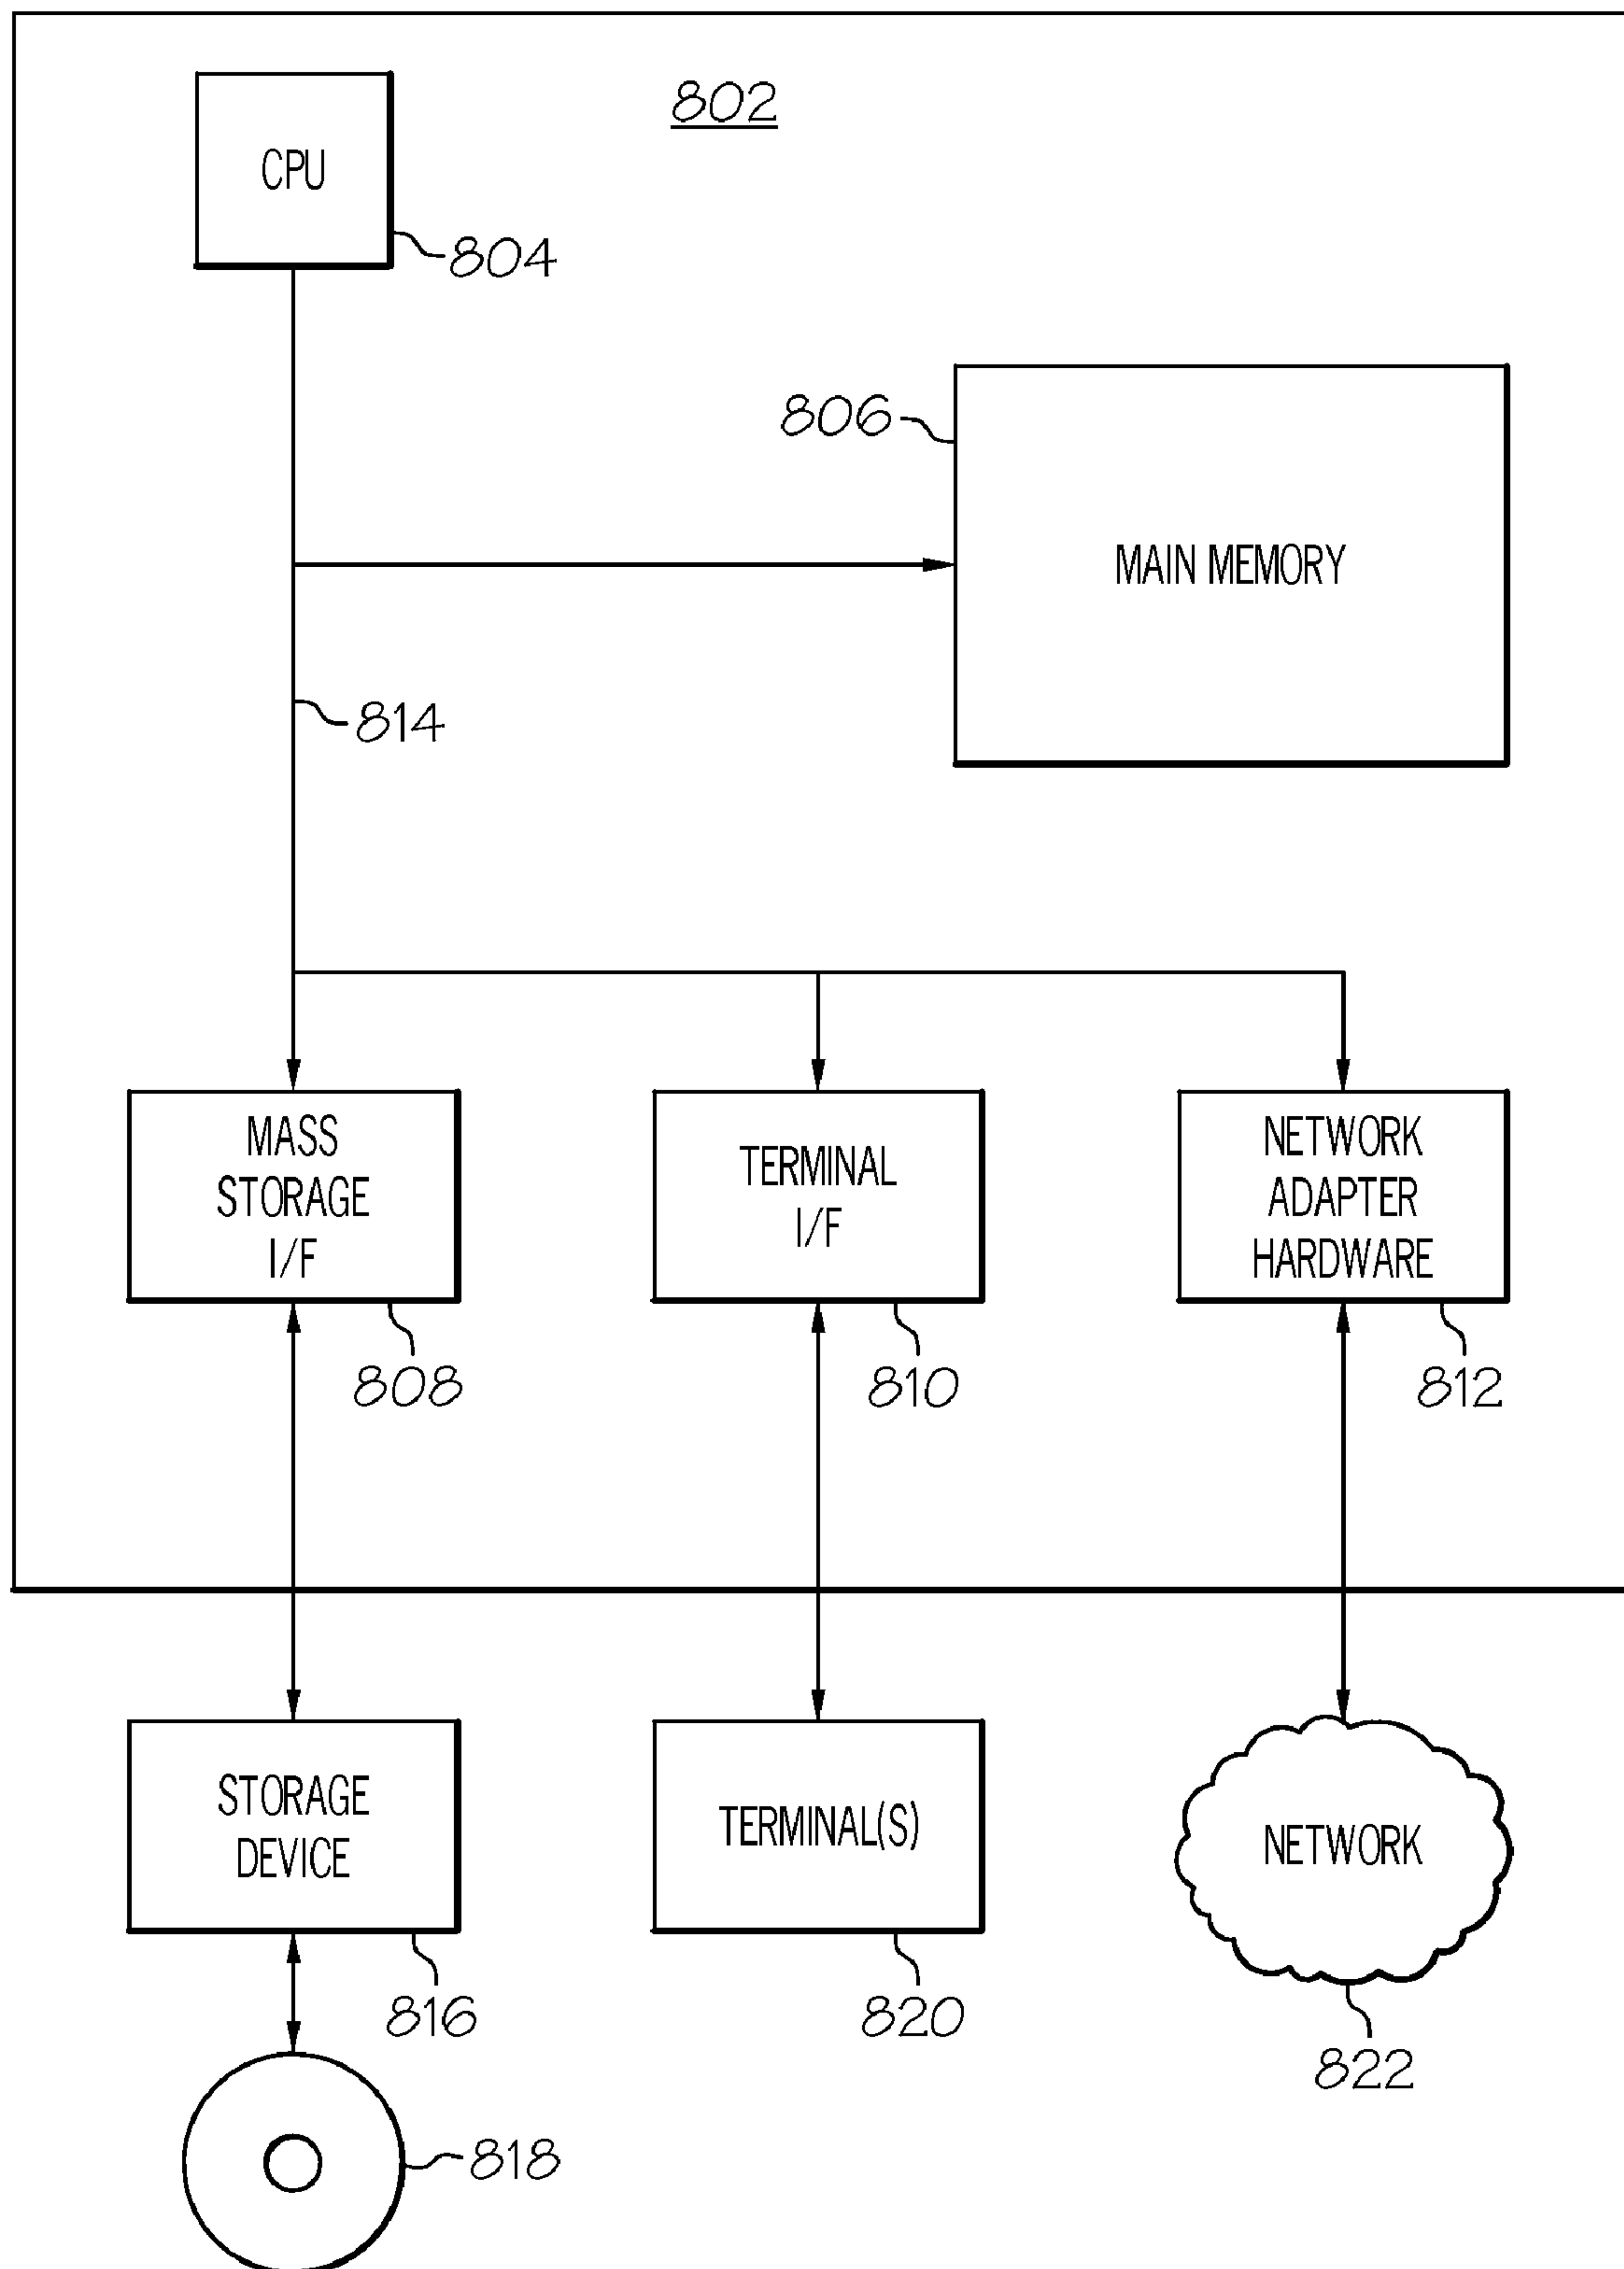 802
CPU
804
806
MAIN MEMORY
814
MASS
STORAGE
I/F
808
TERMINAL
I/F
810
NETWORK
ADAPTER
HARDWARE
812
STORAGE
DEVICE
816
TERMINAL(S)
820
NETWORK
822
818